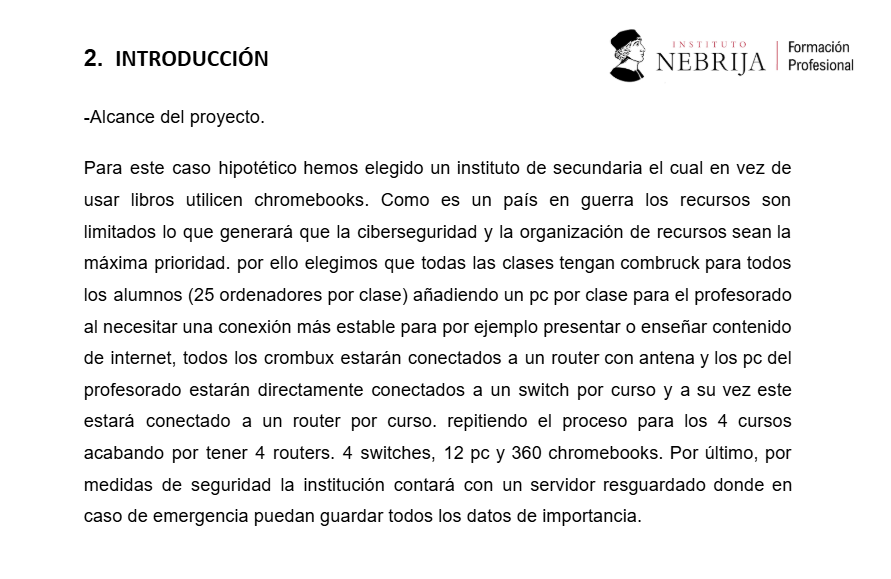 INSTITUTO
NEBRIJA
Formación
Profesional
2. INTRODUCCIÓN
-Alcance del proyecto.
Para este caso hipotético hemos elegido un instituto de secundaria el cual en vez de
usar libros utilicen chromebooks. Como es un país en guerra los recursos son
limitados lo que generará que la ciberseguridad y la organización de recursos sean la
máxima prioridad. por ello elegimos que todas las clases tengan combruck para todos
los alumnos (25 ordenadores por clase) añadiendo un pc por clase para el profesorado
al necesitar una conexión más estable para por ejemplo presentar o enseñar contenido
de internet, todos los crombux estarán conectados a un router con antena y los pc del
profesorado estarán directamente conectados a un switch por curso y a su vez este
estará conectado a un router por curso. repitiendo el proceso para los 4 cursos
acabando por tener 4 routers. 4 switches, 12 pc y 360 chromebooks. Por último, por
medidas de seguridad la institución contará con un servidor resguardado donde en
caso de emergencia puedan guardar todos los datos de importancia.